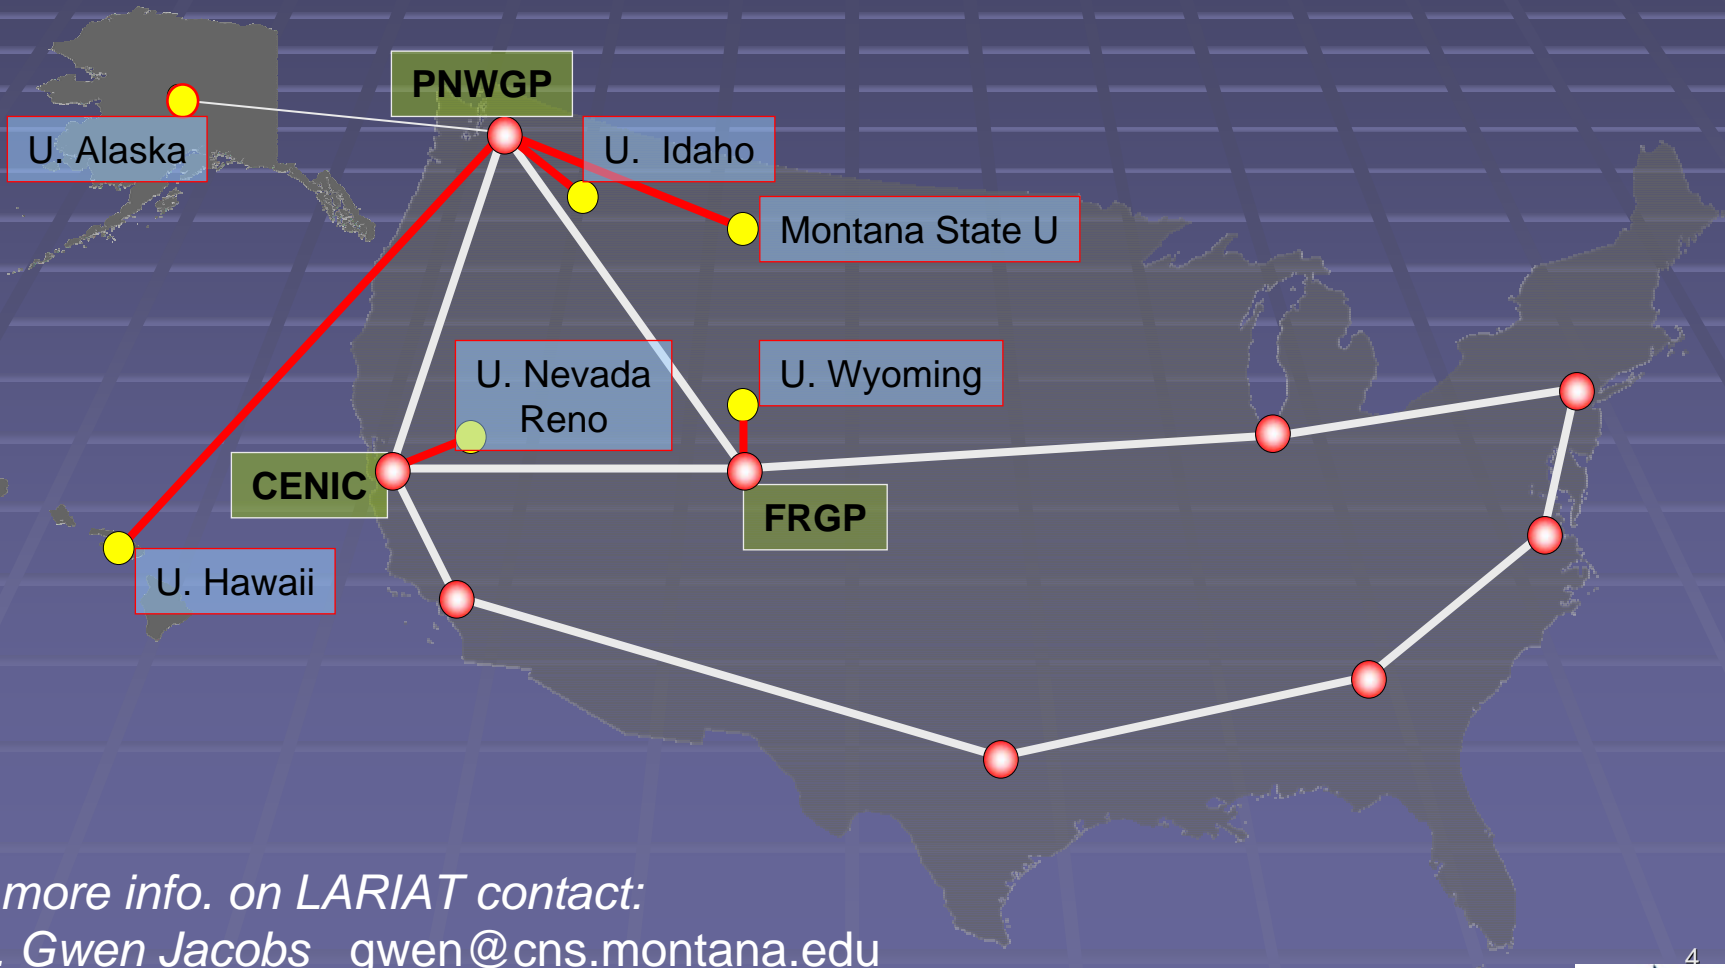 PNWGP
U. Alaska
U. Idaho
Montana State U
U. Nevada
Reno
U. Wyoming
CENIC
FRGP
U. Hawaii
more info. on LARIAT contact:
. Gwen Jacobs gwen@cns.montana.edu
4